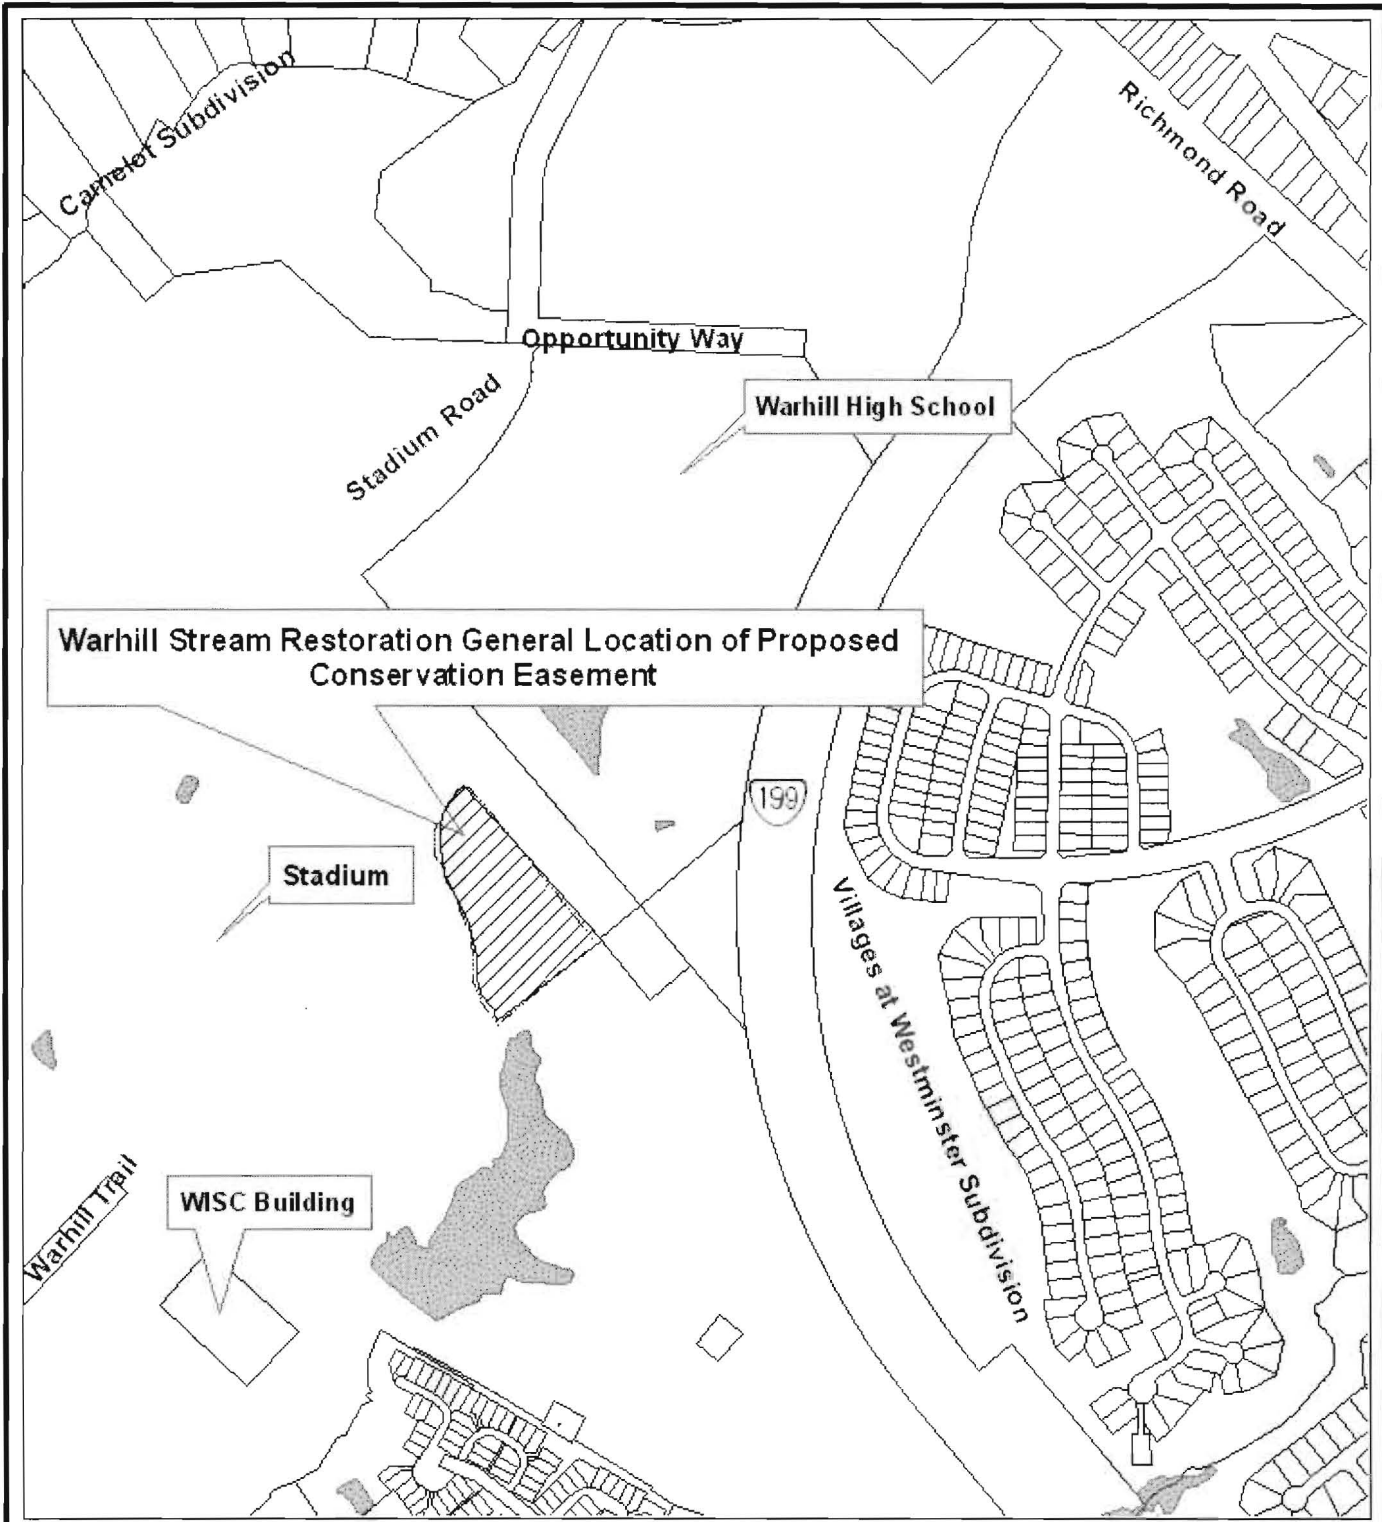 Camelot Subdivision
Richmond Road
Opportunity Way
Stadium Road
Warhill High School
Warhill Stream Restoration General Location of Proposed
Conservation Easement
199
Stadium
Villages at Westminster Subdivision
Warhill Trail
WISC Building